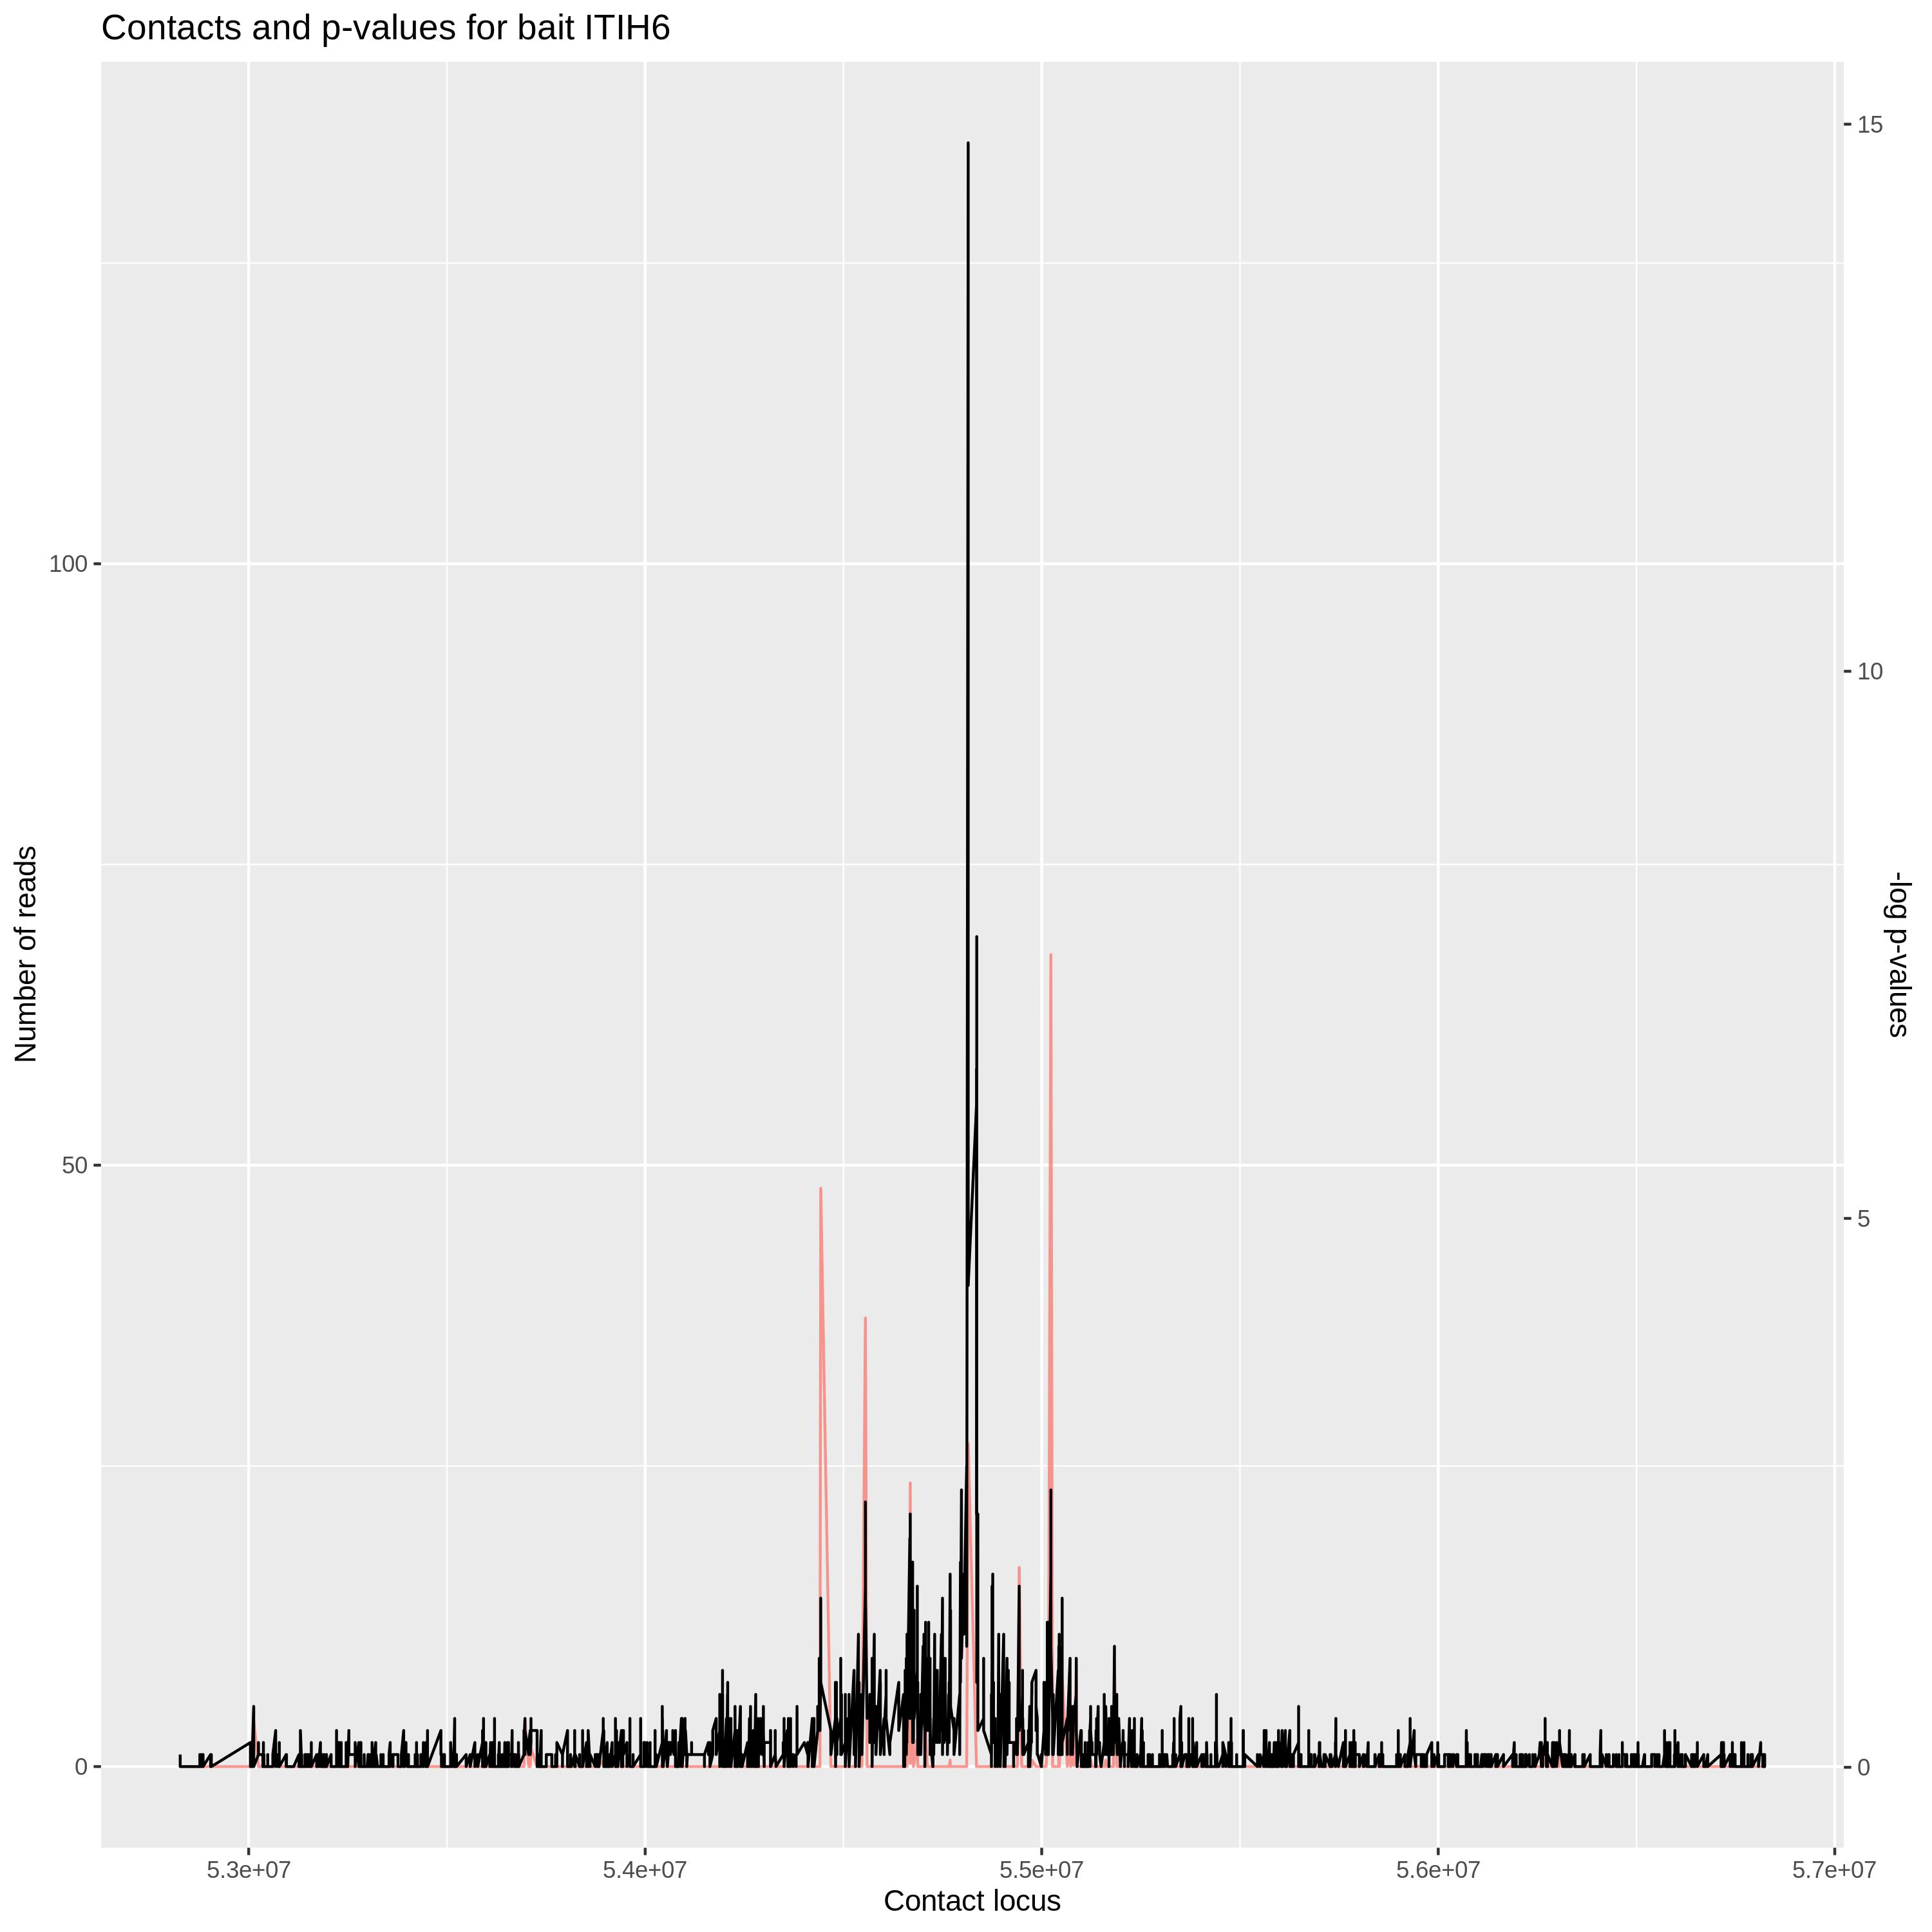 Contacts and p-values for bait ITIH6
15
100
10
Number of reads
-log p-values
50
5
0
0
5.3e+07
5.4e+07
5.5e+07
5.6e+07
5.7e+07
Contact locus